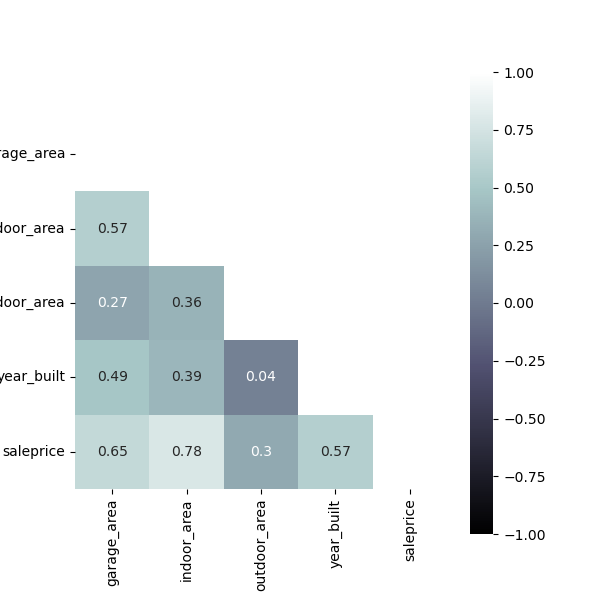 rage_area
door_area 0.57
door_area 0.27 0.36
year_built 0.49 0.39 0.04
saleprice 0.65 0.78 0.3 0.57
garage_area
indoor_area
outdoor_area
year_built
saleprice
1.00
0.75
0.50
0.25
0.00
−0.25
−0.50
−0.75
−1.00